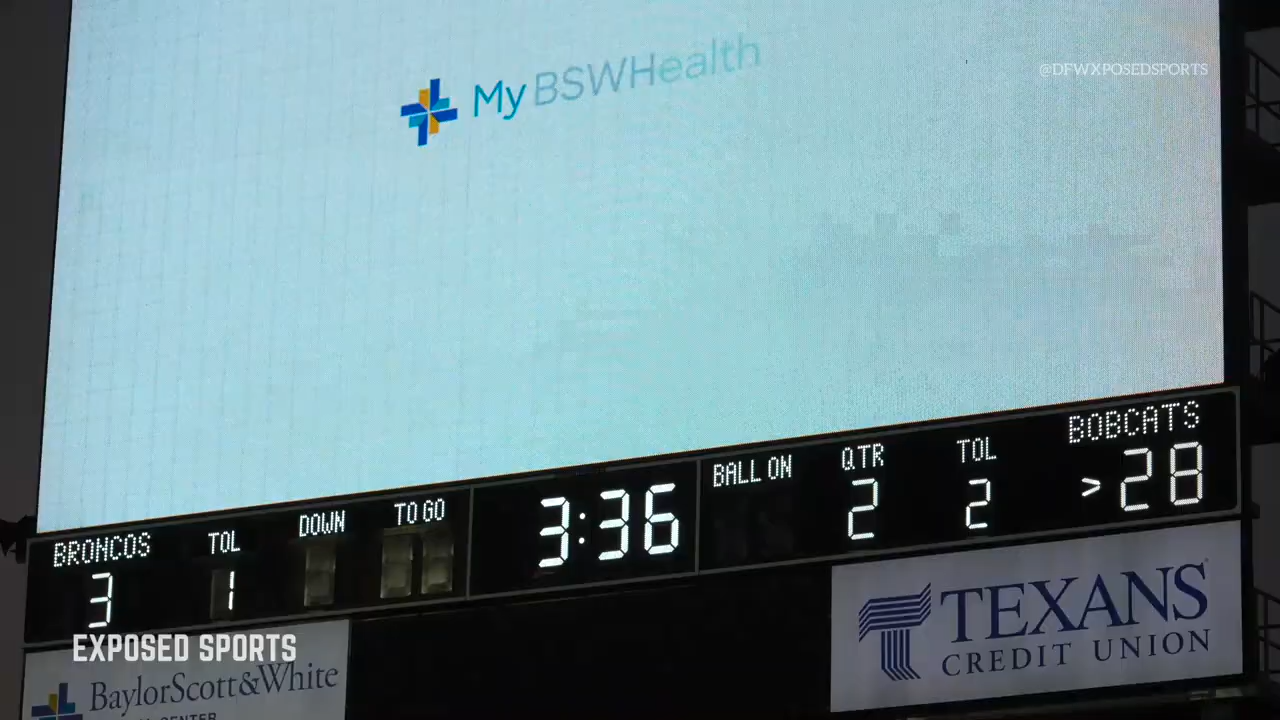 @DFWXPOSEDSPORTS
MyBSWHealth
BRONCOS TOL DOWN TO GO
3 1
3:36
BALL ON QTR TOL BOBCATS
2 2 >28
EXPOSED SPORTS
BaylorScott&White
CENTER
TEXANS
CREDIT UNION